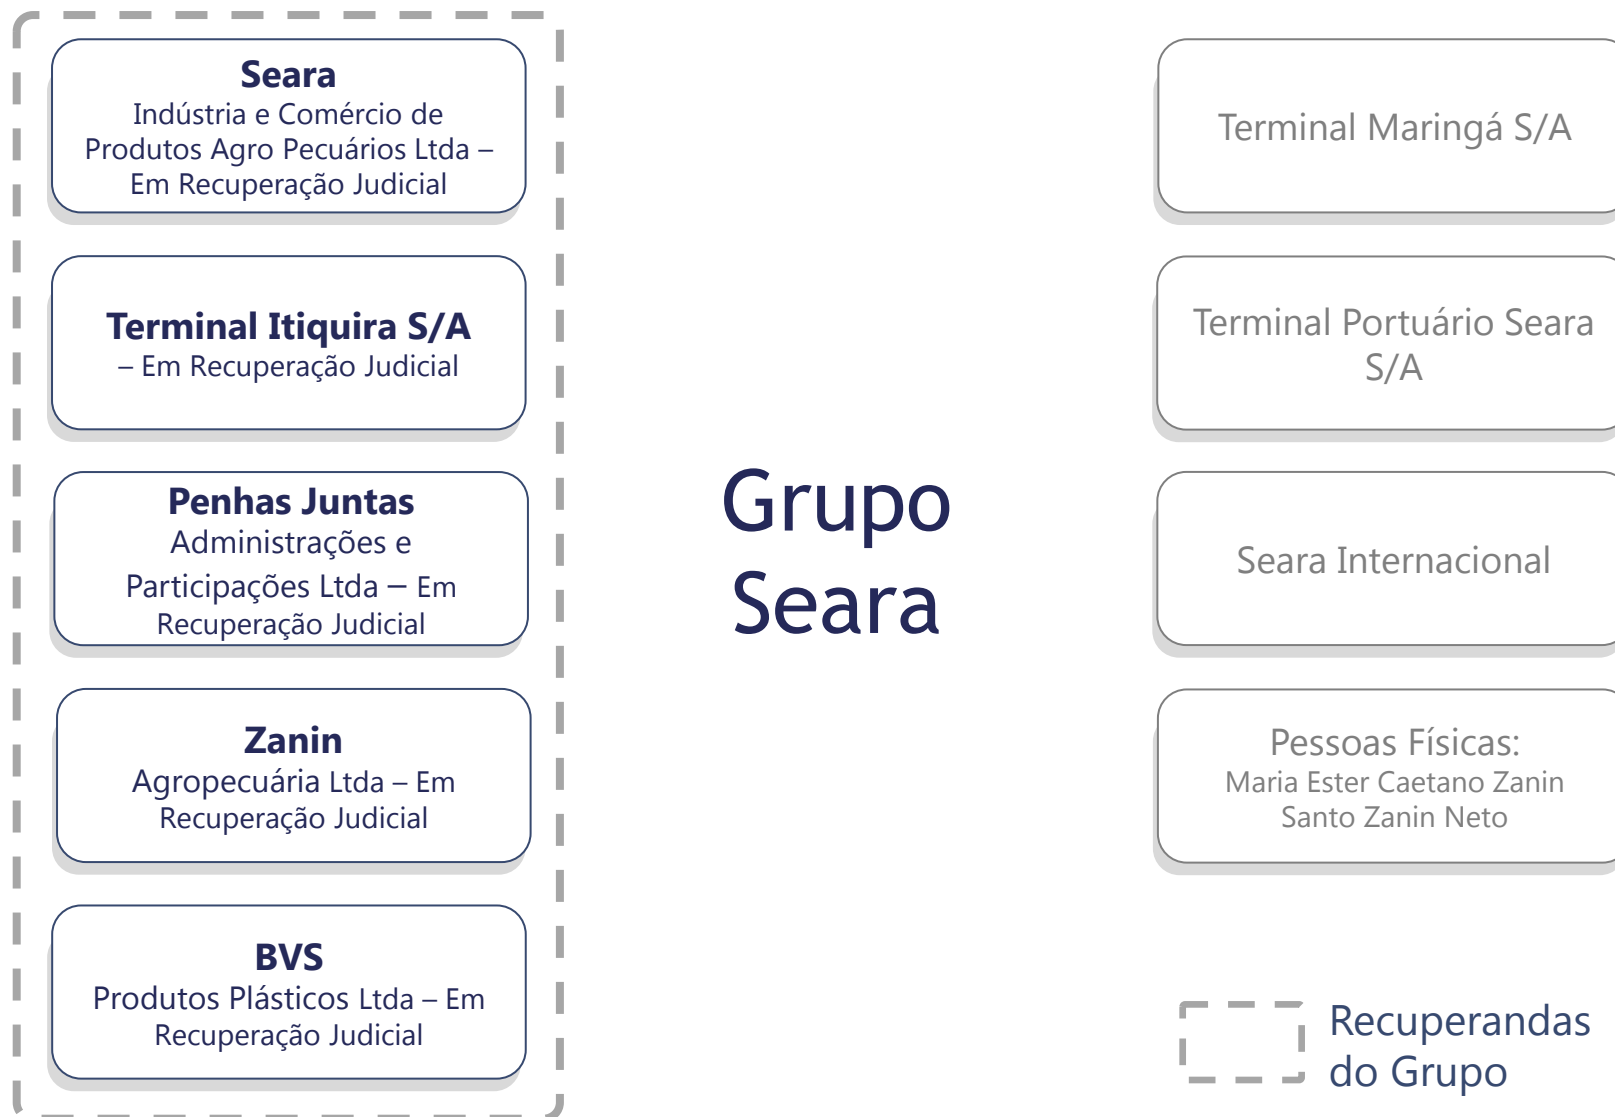 Seara
Indústria e Comércio de
Produtos Agro Pecuários Ltda –
Em Recuperação Judicial
Terminal Itiquira S/A
– Em Recuperação Judicial
Penhas Juntas
Administrações e
Participações Ltda – Em
Recuperação Judicial
Zanin
Agropecuária Ltda – Em
Recuperação Judicial
BVS
Produtos Plásticos Ltda – Em
Recuperação Judicial
Grupo
Seara
Terminal Maringá S/A
Terminal Portuário Seara
S/A
Seara Internacional
Pessoas Físicas:
Maria Ester Caetano Zanin
Santo Zanin Neto
Recuperandas
do Grupo